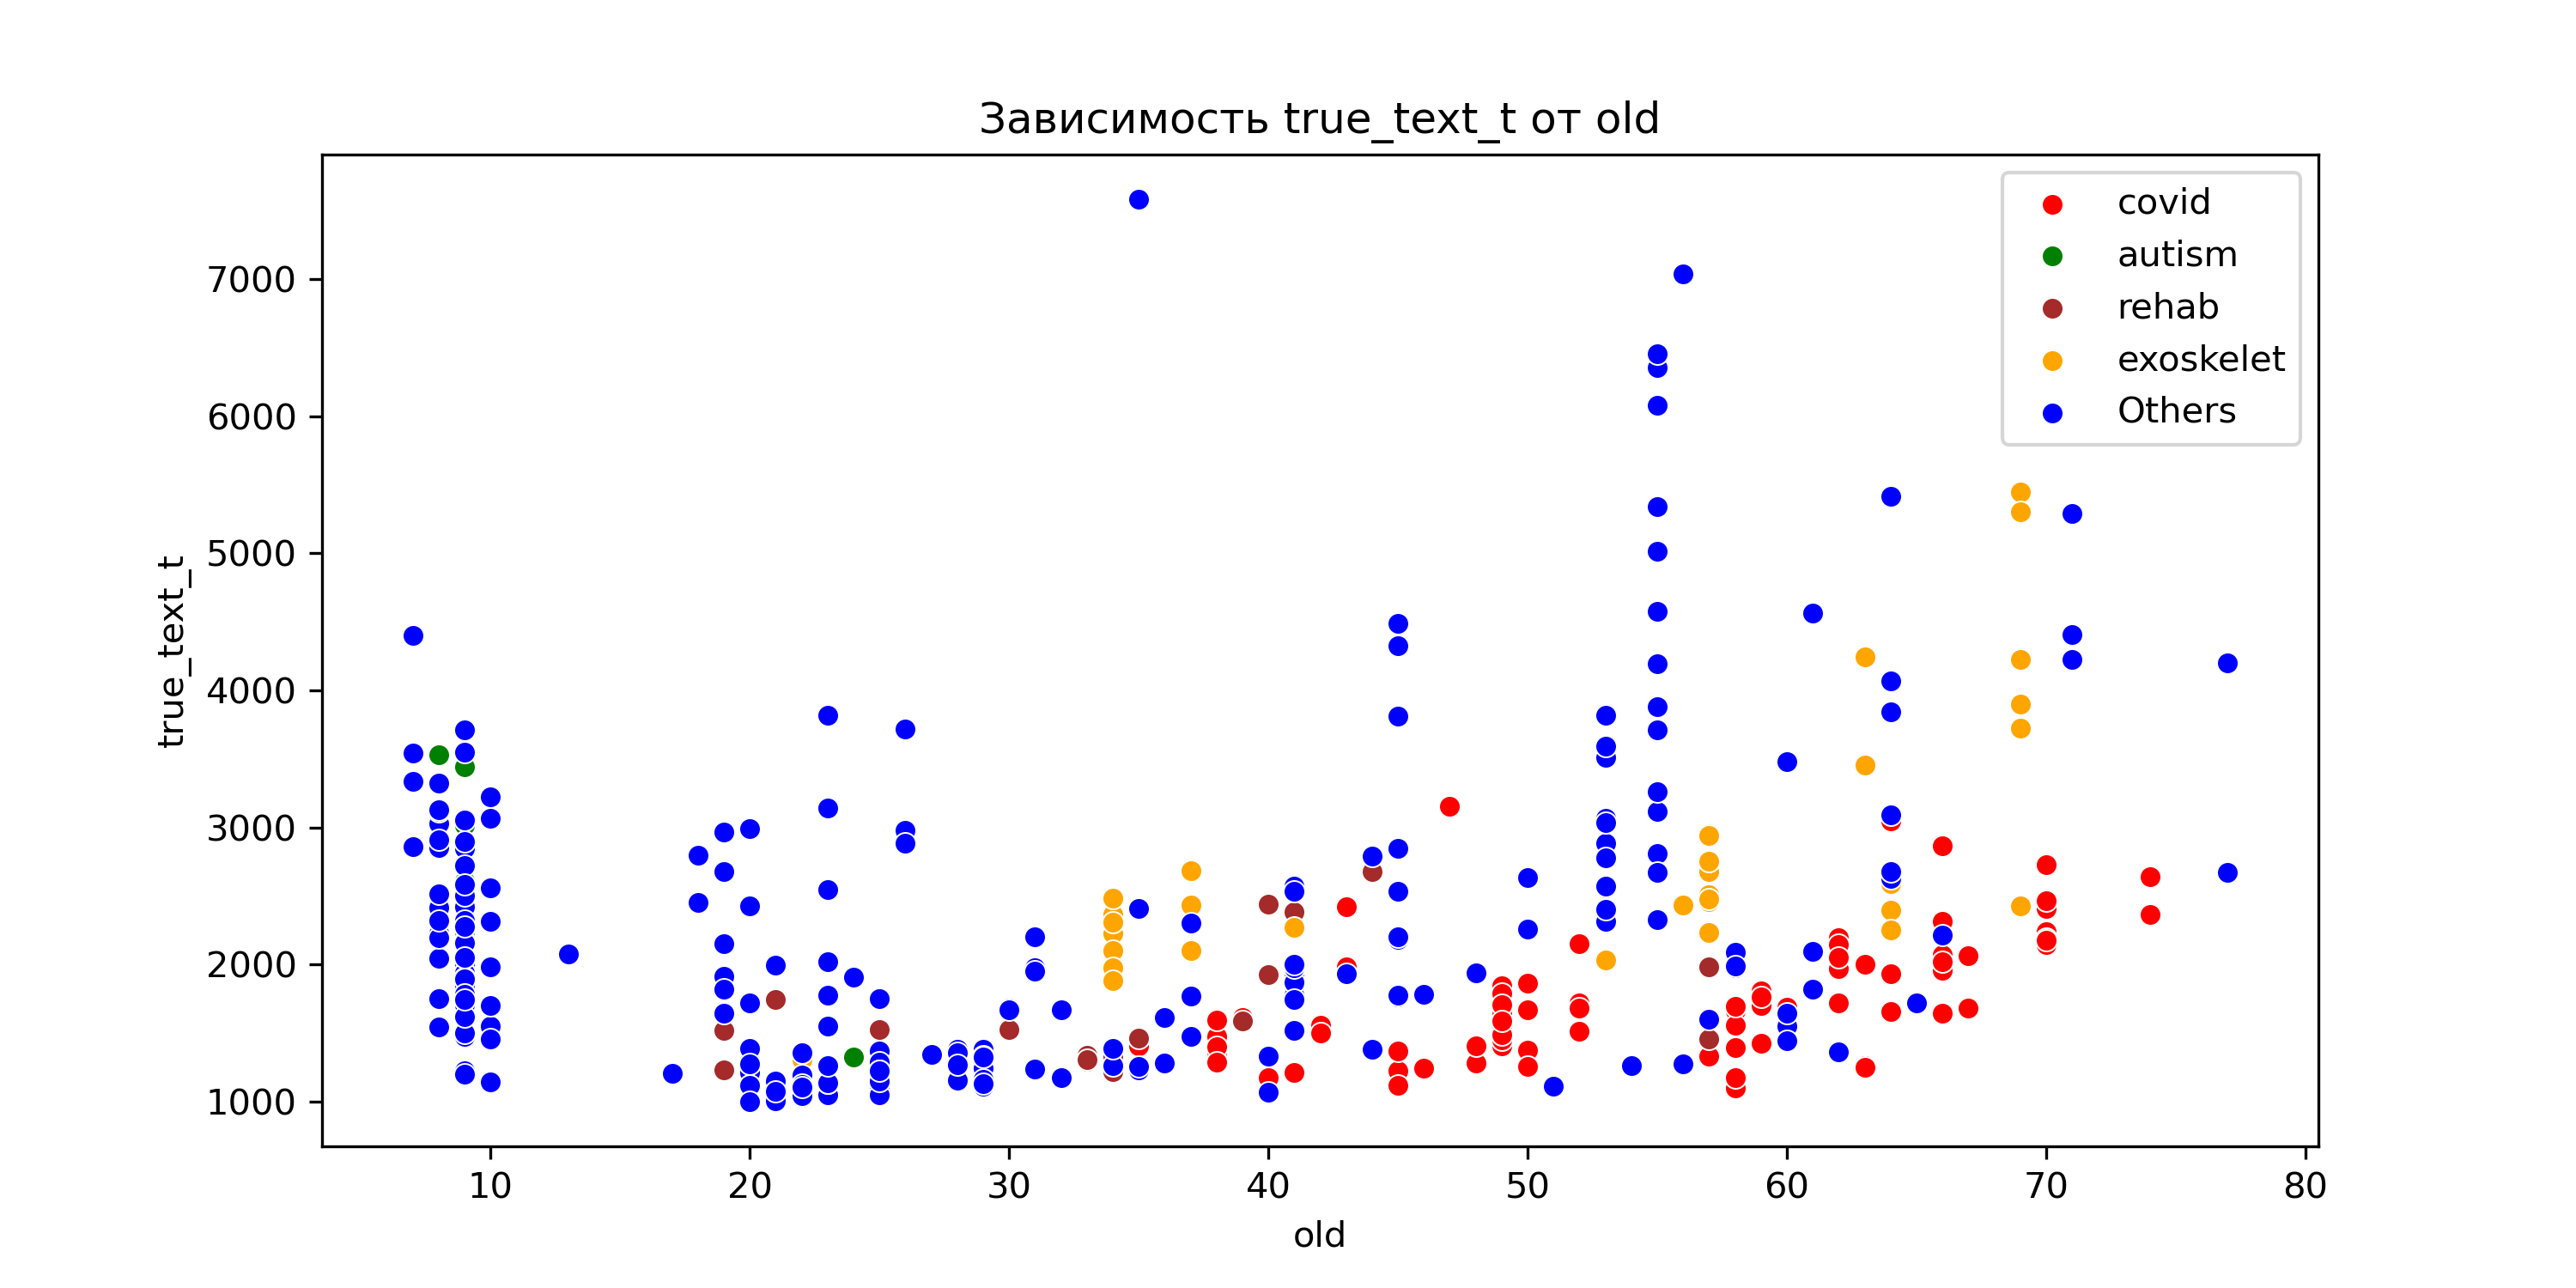 Зависимость true_text_t от old
covid
autism
rehab
exoskelet
Others
true_text_t
7000
6000
5000
4000
3000
2000
1000
10 20 30 40 50 60 70 80
old